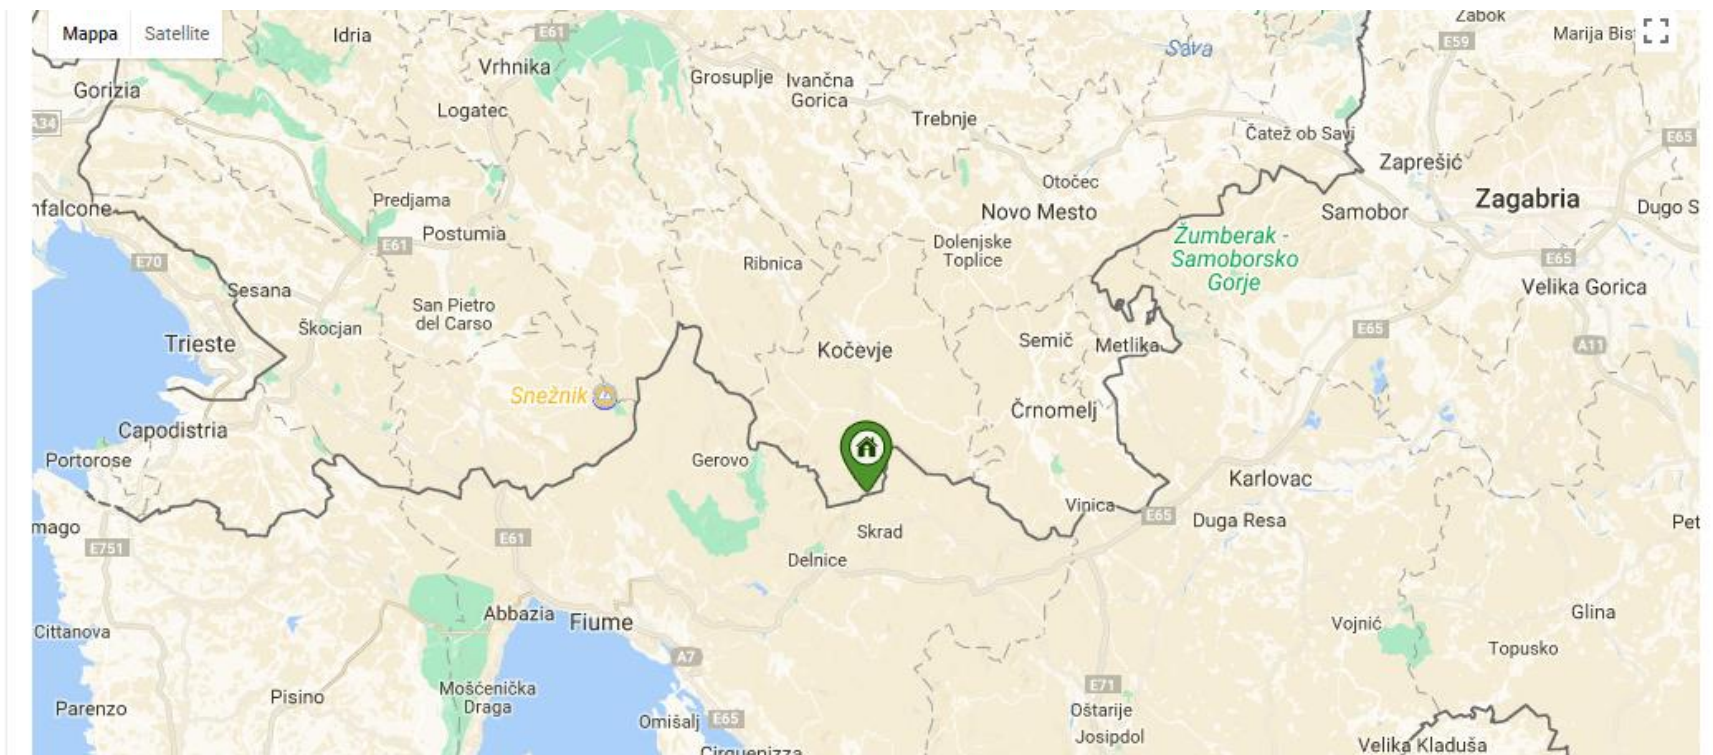 Mappa
Satellite
Idria
E61
Zabok
Vrhnika
Grosuplje
Ivančna
Gorica
Sava
E59
Marija Bis
Gorizia
Logatec
A34
Trebnje
Čatež ob Savi
E65
Zaprešić
Predjama
Otočec
nfalcone
Novo Mesto
Samobor
Zagabria
Dugo S
Postumia
E61
Dolenjske
Toplice
Žumberak -
Samoborsko
Gorje
E70
Ribnica
E65
Sesana
Velika Gorica
San Pietro
del Carso
Škocjan
E65
Trieste
Kočevje
Semič
Metlika
A11
Snežnik
Črnomelj
Capodistria
Portorose
Gerovo
Karlovac
Vinica
E65
Duga Resa
Pet
mago
E751
E61
Skrad
Delnice
Abbazia
Fiume
Cittanova
Vojnić
Glina
Topusko
A7
Mošćenička
Draga
Pisino
E71
Parenzo
Omišalj
E65
Oštarije
Josipdol
Velika Kladuša
Cirquenizza